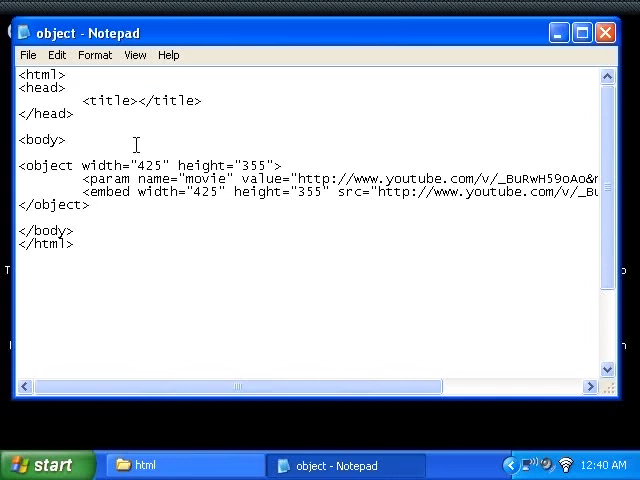 object - Notepad
File Edit Format View Help
<html>
<head>
<title></title>
</head>
<body>
<object width="425" height="355">
<param name="movie" value="http://www.youtube.com/v/_BuRwH59oAo&
<embed width="425" height="355" src="http://www.youtube.com/v/_Bu
</object>
</body>
</html>
start
html
object - Notepad
12:40 AM